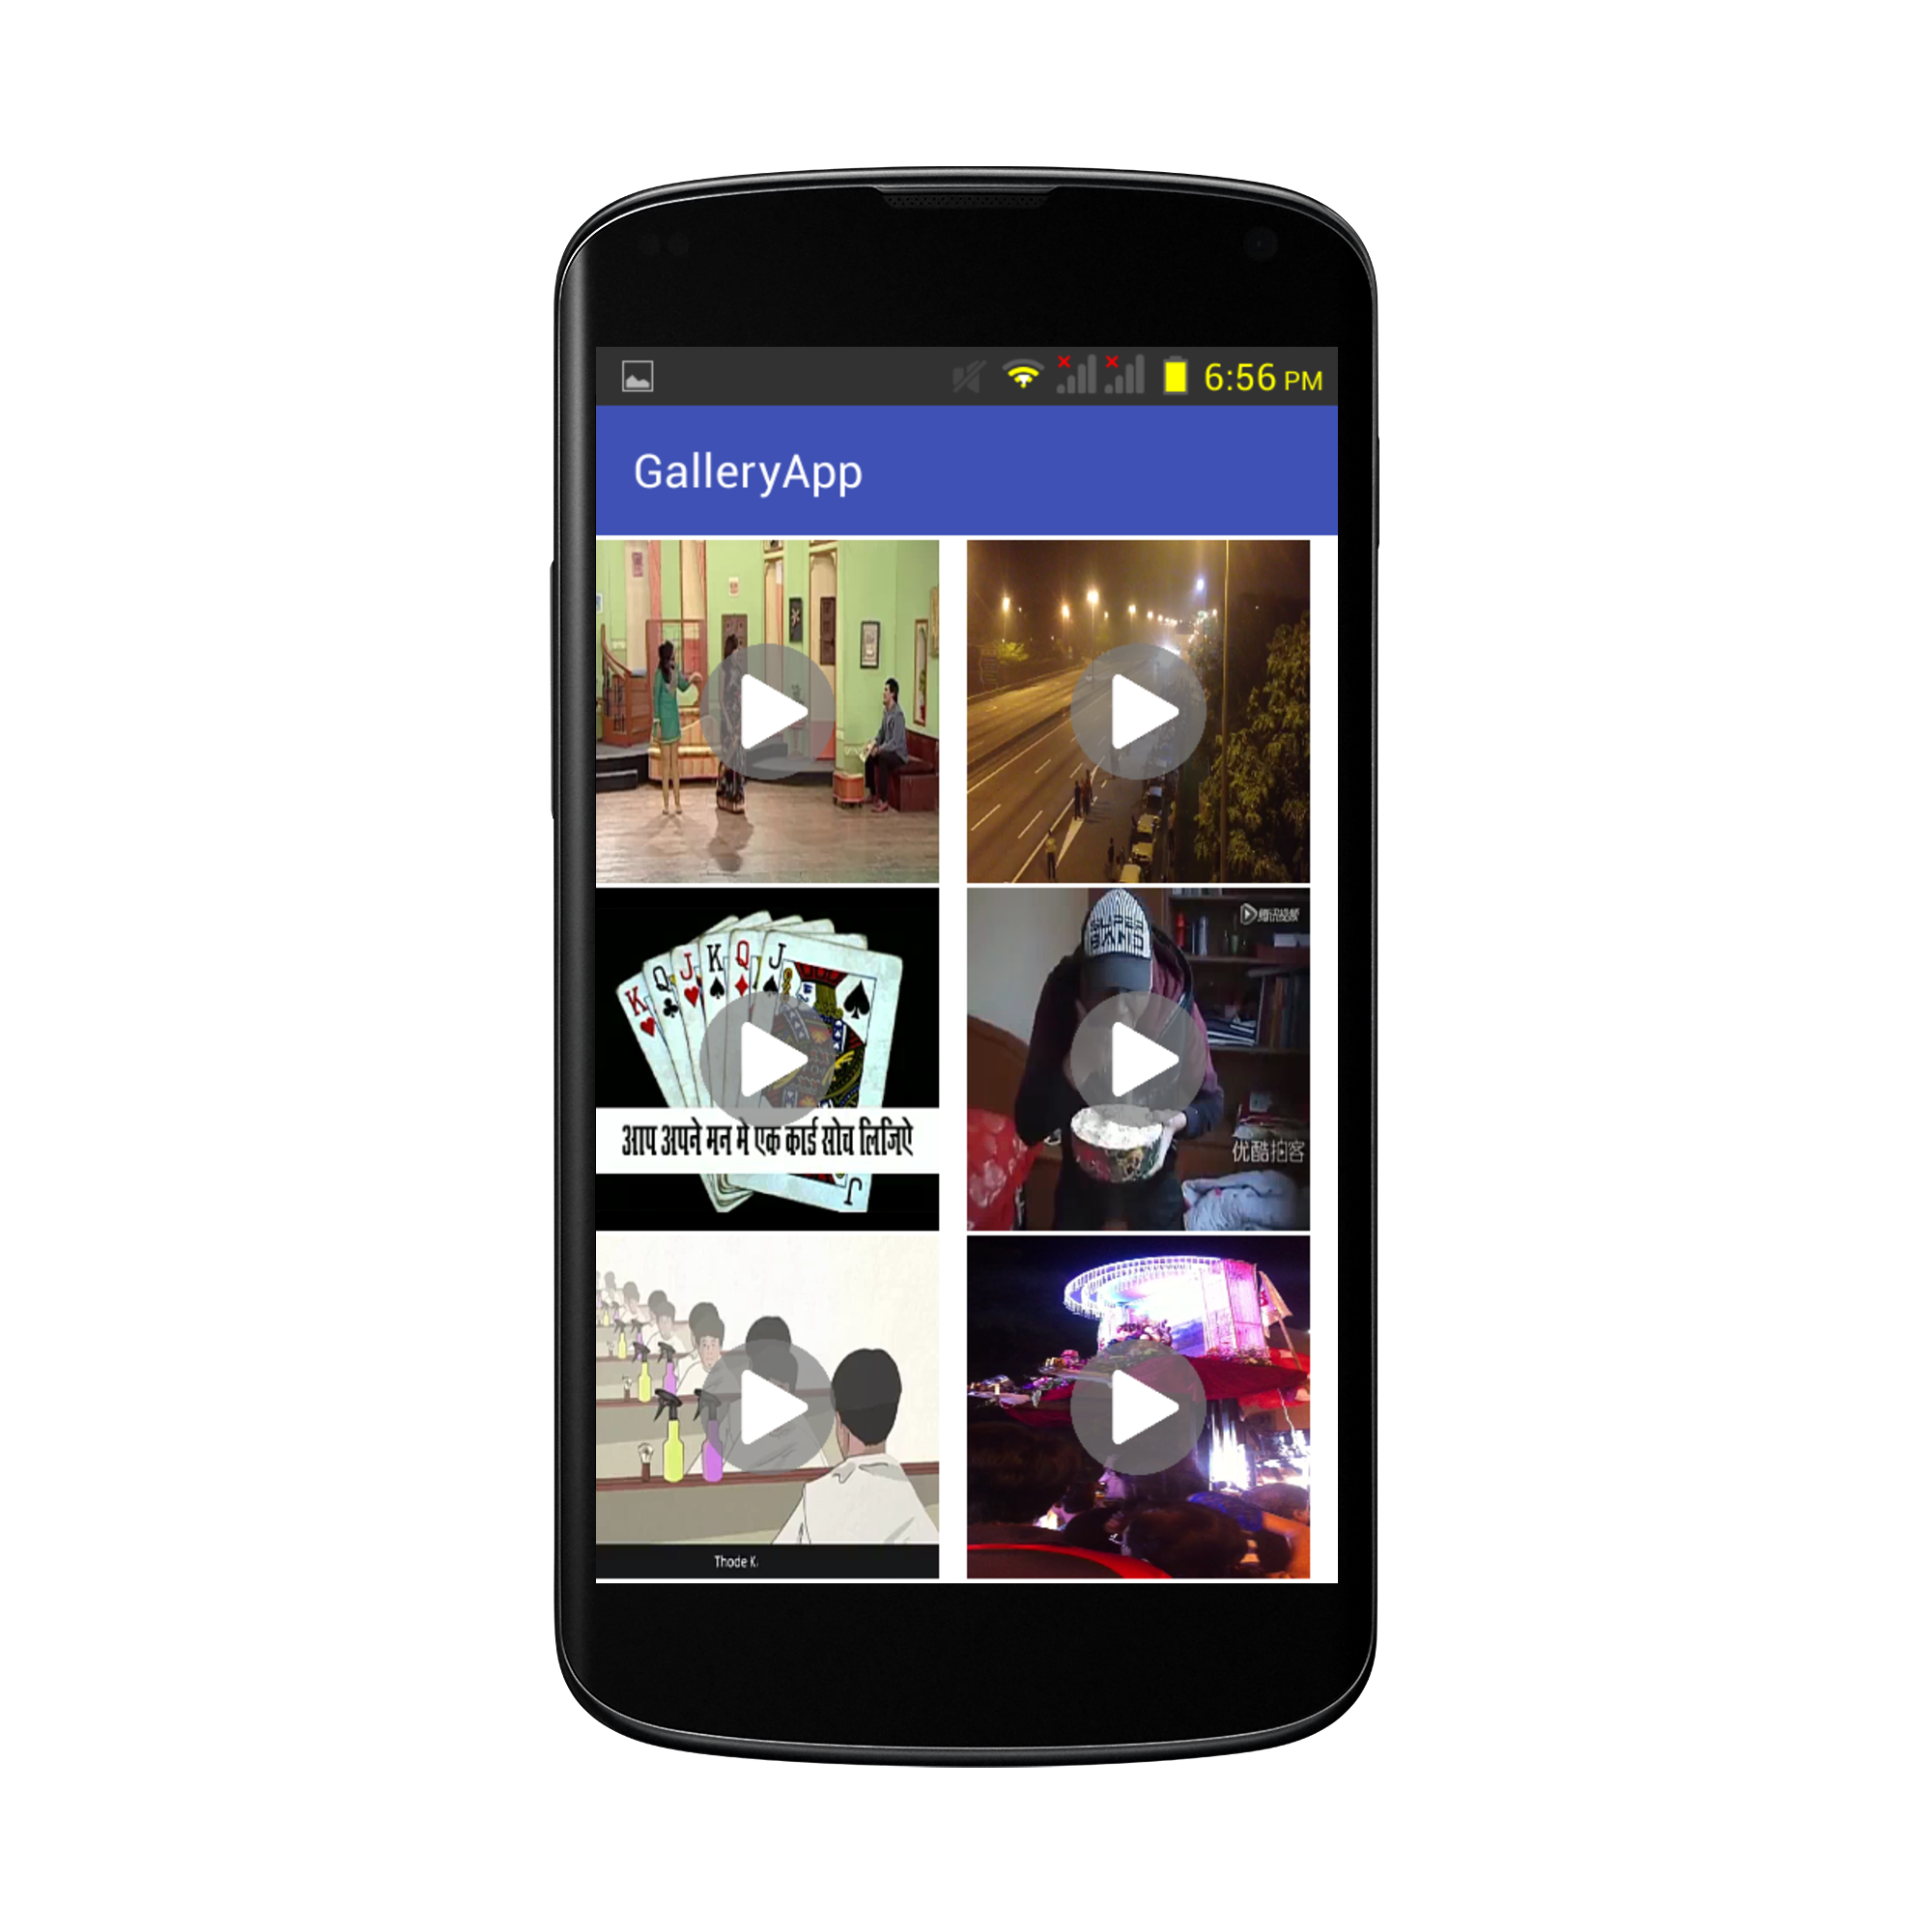 6:56 PM
GalleryApp
K Q J K Q J
आप अपने मन में एक कार्ड सोच लिजिऐ
J
腾讯视频
优酷拍客
Thode K